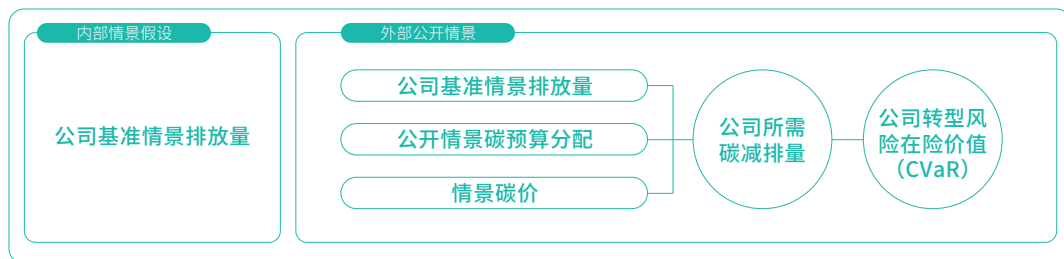 内部情景假设
公司基准情景排放量
外部公开情景
公司基准情景排放量
公开情景碳预算分配
情景碳价
公司所需
碳减排量
公司转型风
险在险价值
（CVaR）